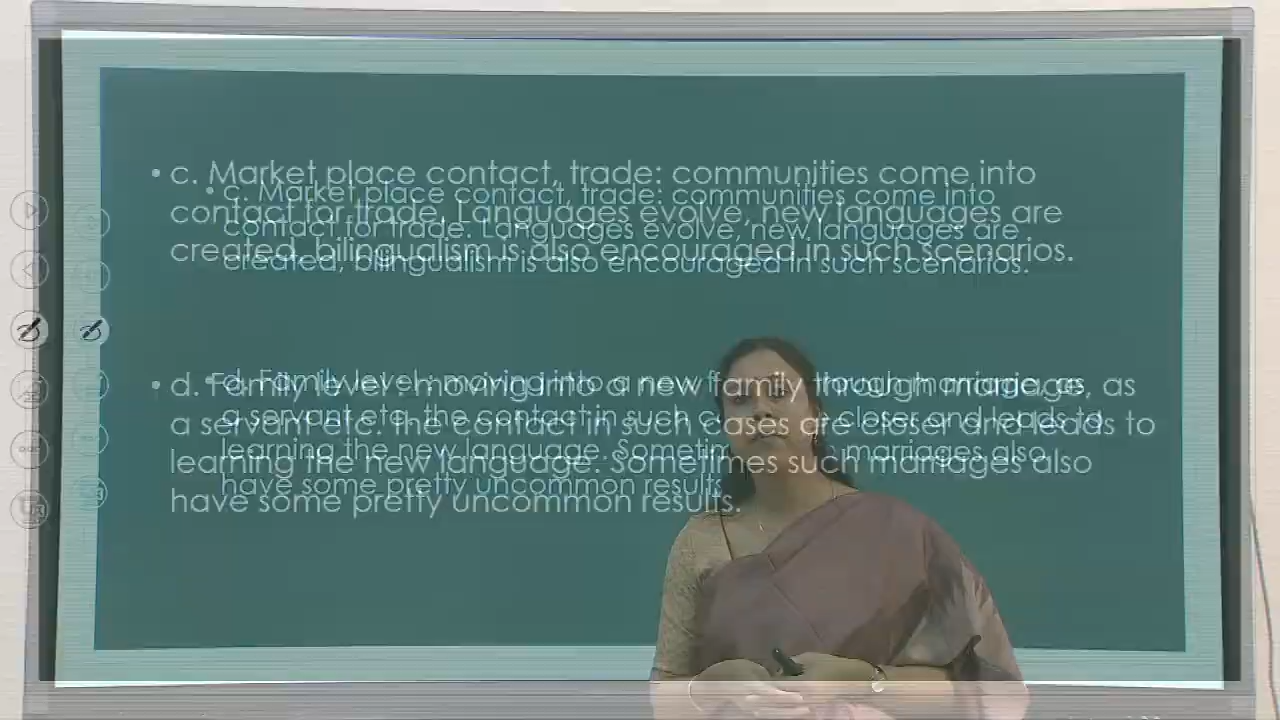 • c. Market place contact, trade: communities come into
contact for trade. Languages evolve, new languages are
created, bilingualism is also encouraged in such scenarios.
• d. Family level : moving into a new family through marriage, as
a servant etc. the contact in such cases are closer and leads to
learning the new language. Sometimes such marriages also
have some pretty uncommon results.